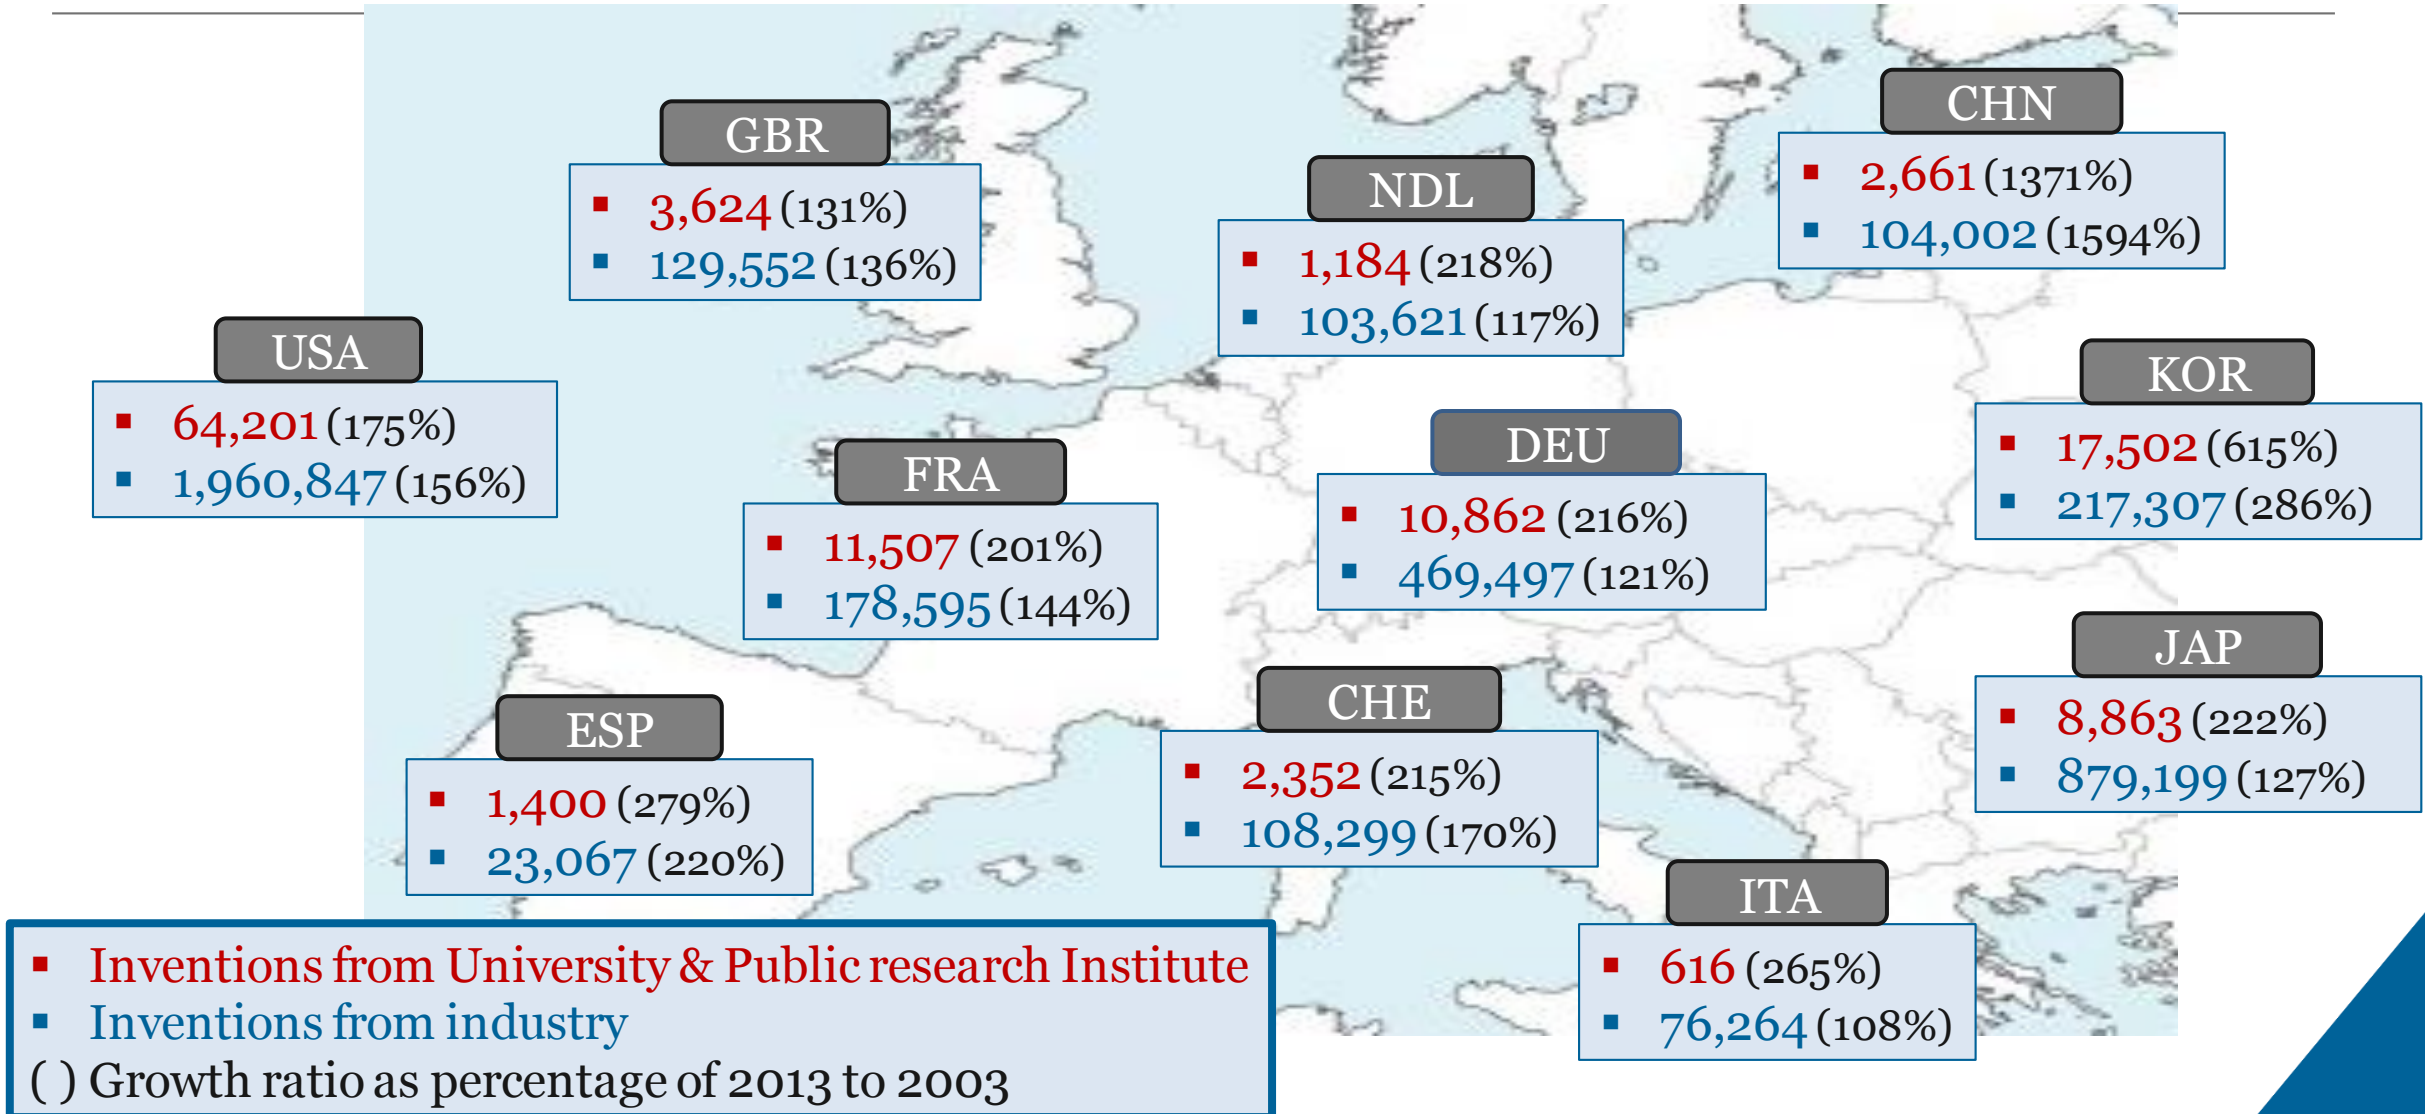 GBR
3,624 (131%)
129,552 (136%)
CHN
2,661 (1371%)
104,002 (1594%)
NDL
1,184 (218%)
103,621 (117%)
USA
64,201 (175%)
1,960,847 (156%)
KOR
17,502 (615%)
217,307 (286%)
FRA
11,507 (201%)
178,595 (144%)
DEU
10,862 (216%)
469,497 (121%)
JAP
8,863 (222%)
879,199 (127%)
ESP
1,400 (279%)
23,067 (220%)
CHE
2,352 (215%)
108,299 (170%)
ITA
616 (265%)
76,264 (108%)
Inventions from University & Public research Institute
Inventions from industry
( ) Growth ratio as percentage of 2013 to 2003